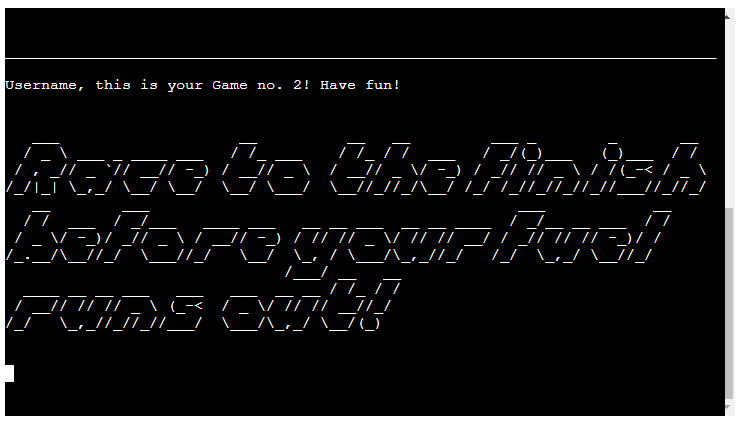 Username, this is your Game no. 2! Have fun!
Race to the finish
before your fuel
runs out!